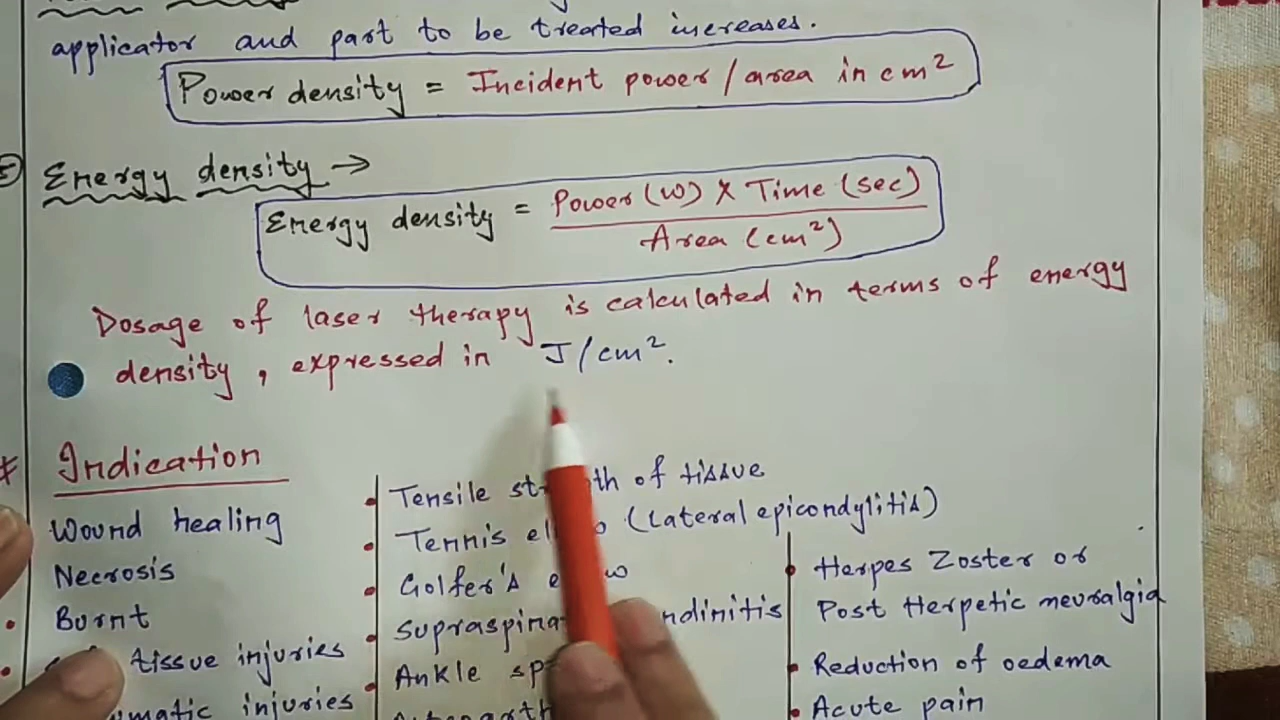 applicator and part to be treated increases.
Power density = Incident power / area in cm²
Energy density →
Energy density = Power (W) × Time (sec)
Area (cm²)
Dosage of laser therapy is calculated in terms of energy
density, expressed in J/cm².
Indication
Wound healing
Necrosis
Burnt
tissue injuries
injuries
• Tensile of tissue
• Tennis (Lateral epicondylitis)
• Golfer's
• 
• Ankle
• Herpes Zoster or
Post Herpetic neuralgia
• Reduction of oedema
• Acute pain